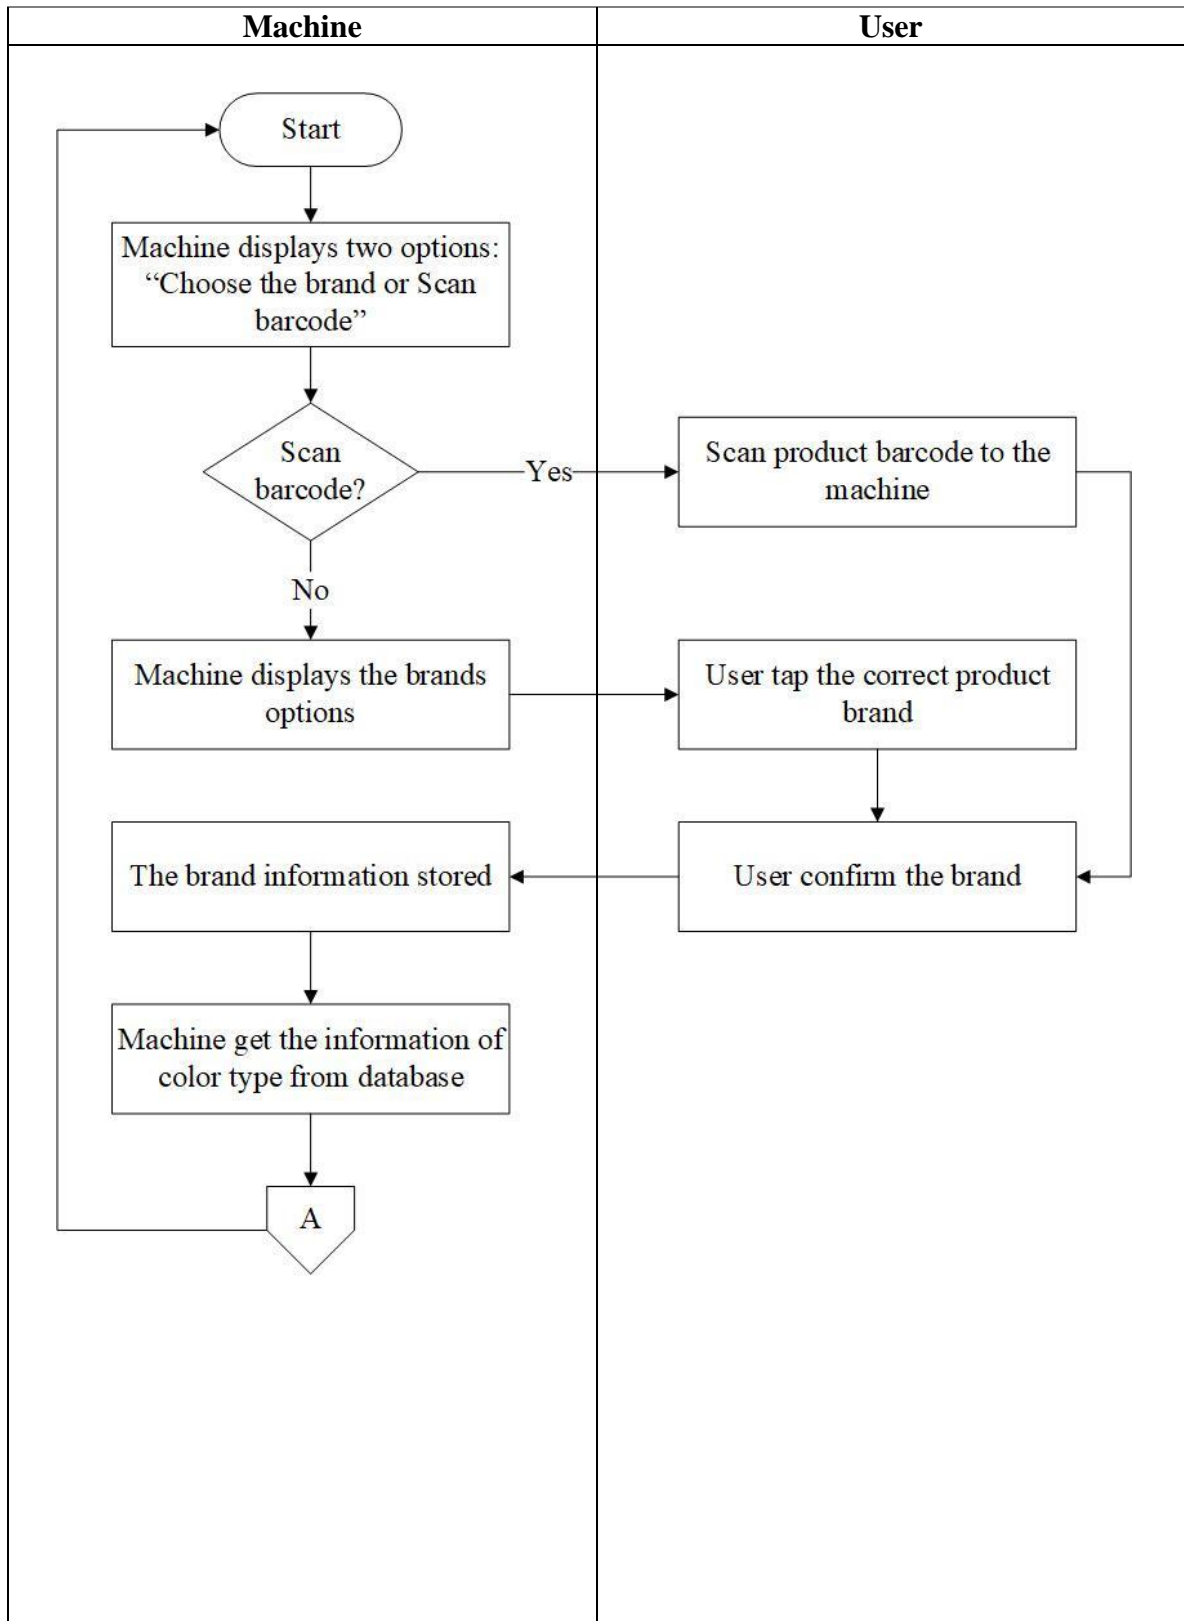 Machine
User
Start
Machine displays two options:
“Choose the brand or Scan
barcode”
Scan
barcode?
Yes
Scan product barcode to the
machine
No
Machine displays the brands
options
User tap the correct product
brand
The brand information stored
User confirm the brand
Machine get the information of
color type from database
A